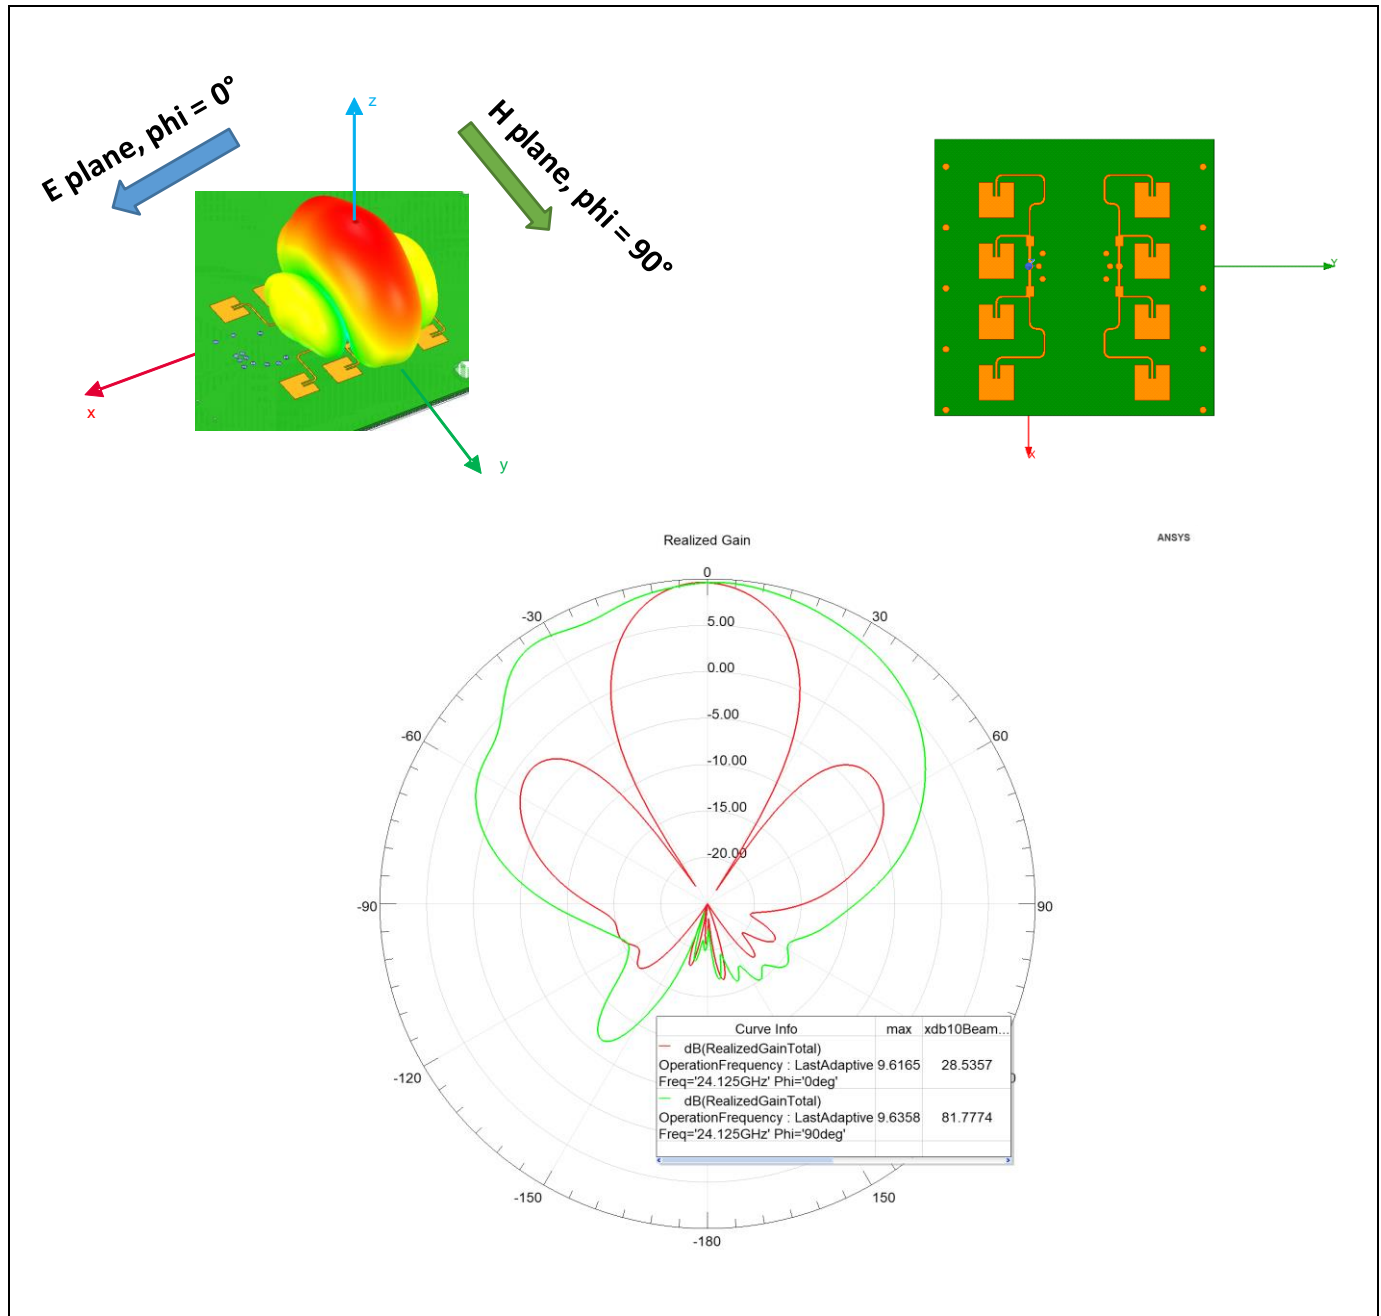 E plane, phi = 0°
z
H plane, phi = 90°
x
y
Y
X
Realized Gain
ANSYS
0
-30
30
5.00
0.00
-60
60
-5.00
-10.00
-15.00
-20.00
-90
90
Curve Info
max
xdb10Beam...
dB(RealizedGainTotal)
OperationFrequency : LastAdaptive
9.6165
28.5357
Freq='24.125GHz' Phi='0deg'
dB(RealizedGainTotal)
OperationFrequency : LastAdaptive
9.6358
81.7774
Freq='24.125GHz' Phi='90deg'
-120
0
-150
150
-180